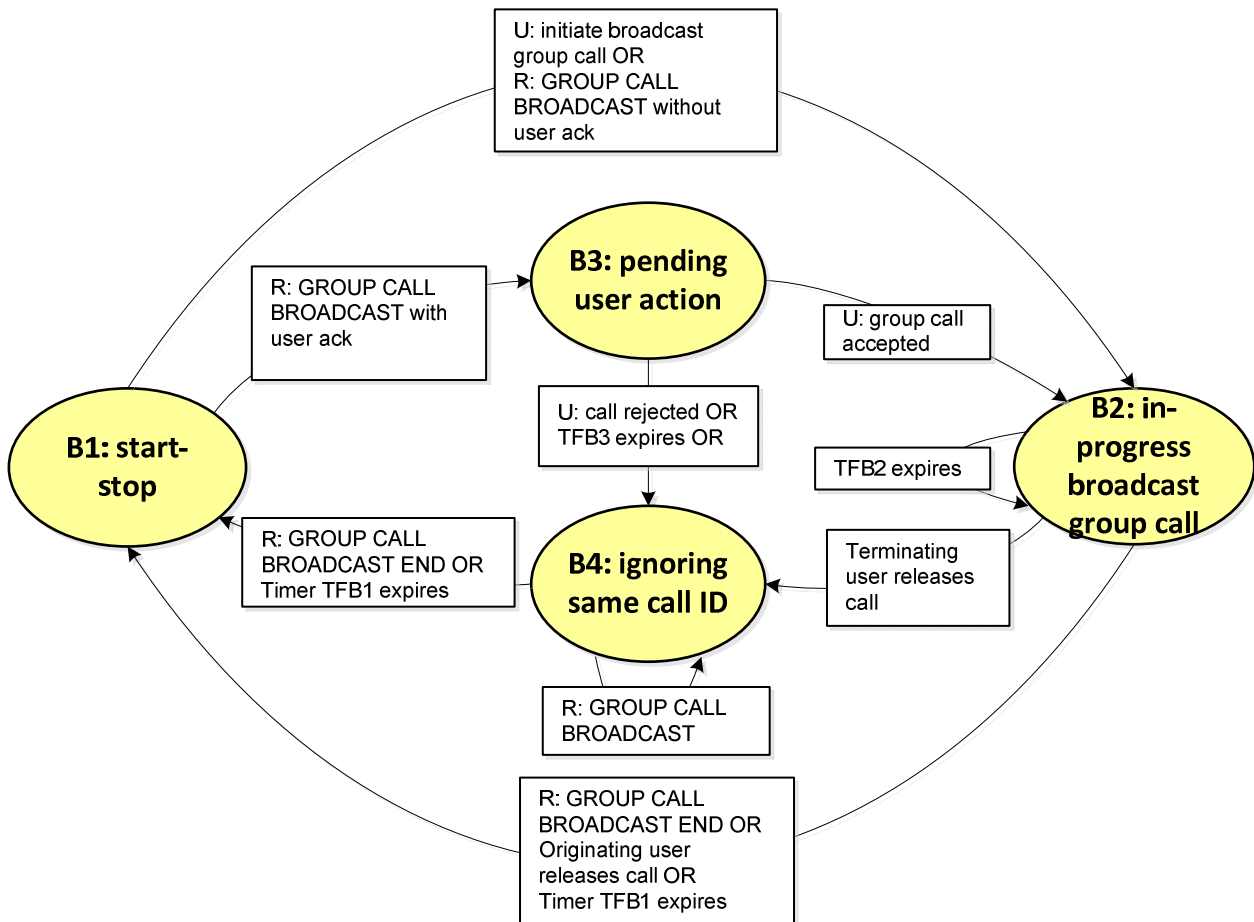 U: initiate broadcast
group call OR
R: GROUP CALL
BROADCAST without
user ack
B3: pending
user action
R: GROUP CALL
BROADCAST with
user ack
U: group call
accepted
B1: start-
stop
U: call rejected OR
TFB3 expires OR
B2: in-
progress
broadcast
group call
TFB2 expires
R: GROUP CALL
BROADCAST END OR
Timer TFB1 expires
B4: ignoring
same call ID
Terminating
user releases
call
R: GROUP CALL
BROADCAST
R: GROUP CALL
BROADCAST END OR
Originating user
releases call OR
Timer TFB1 expires